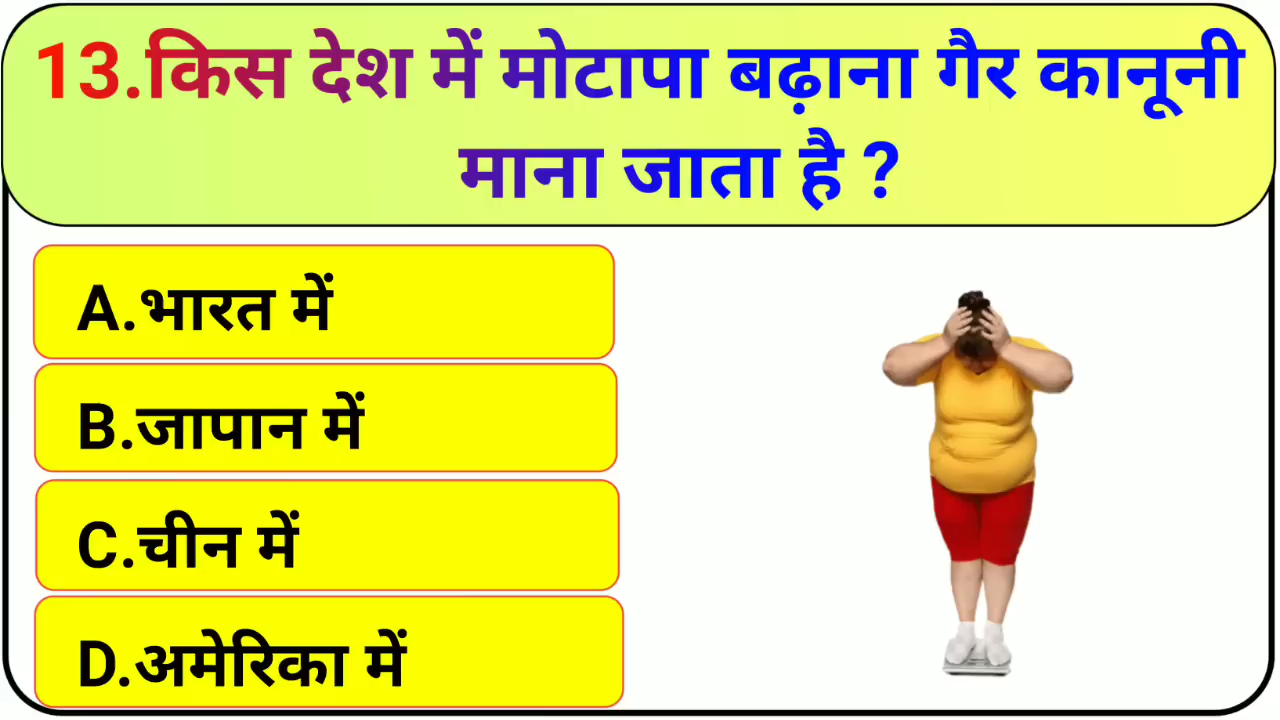 13.किस देश में मोटापा बढ़ाना गैर कानूनी
माना जाता है ?
A.भारत में
B.जापान में
C.चीन में
D.अमेरिका में